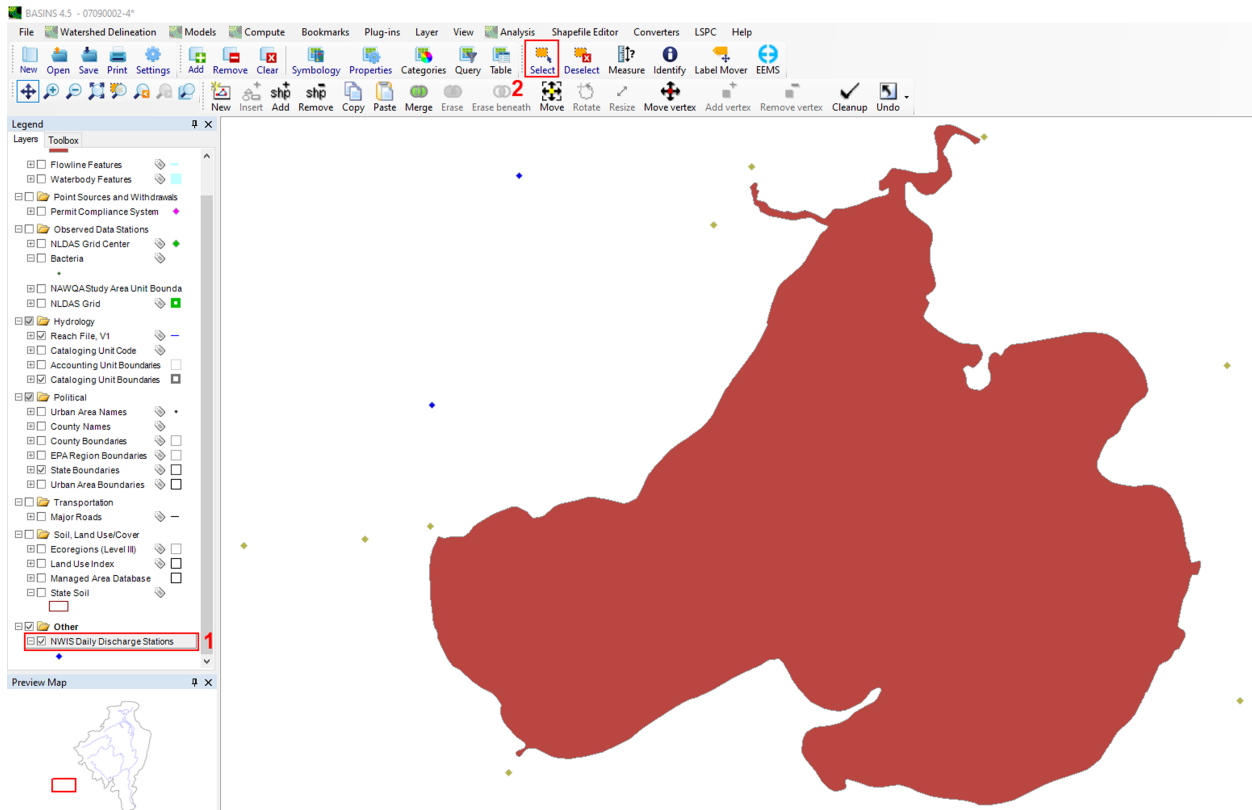 BASINS 4.5 - 07090002-4*
File Watershed Delineation Models Compute Bookmarks Plug-ins Layer View Analysis Shapefile Editor Converters LSPC Help
New Open Save Print Settings Add Remove Clear Symbology Properties Categories Query Table Select Deselect Measure Identify Label Mover EEMS
2
New Insert Add Remove Copy Paste Merge Erase Erase beneath Move Rotate Resize Move vertex Add vertex Remove vertex Cleanup Undo
Legend
Layers Toolbox
Flowline Features
Waterbody Features
Point Sources and Withdrawals
Permit Compliance System
Observed Data Stations
NLDAS Grid Center
Bacteria
NAWQA Study Area Unit Bounda
NLDAS Grid
Hydrology
Reach File, V1
Cataloging Unit Code
Accounting Unit Boundaries
Cataloging Unit Boundaries
Political
Urban Area Names
County Names
County Boundaries
EPA Region Boundaries
State Boundaries
Urban Area Boundaries
Transportation
Major Roads
Soil, Land Use/Cover
Ecoregions (Level III)
Land Use Index
Managed Area Database
State Soil
Other
NWIS Daily Discharge Stations 1
Preview Map